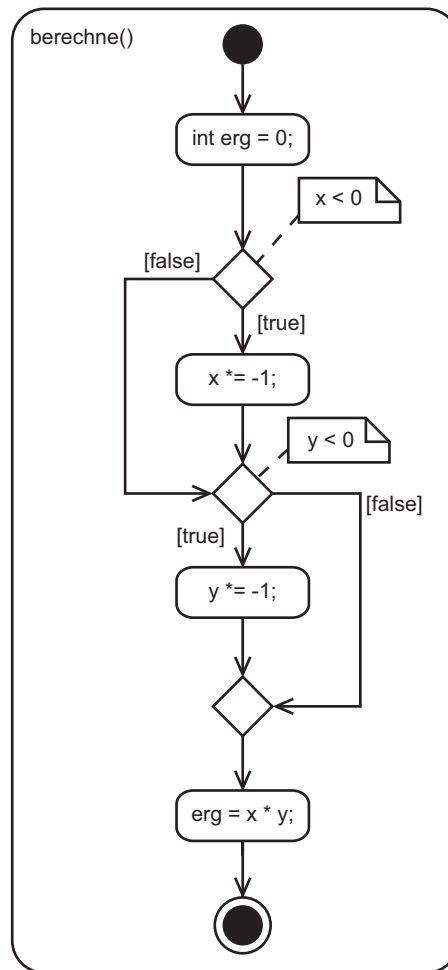 berechne()
int erg = 0;
x < 0
[false]
[true]
x *= -1;
y < 0
[false]
[true]
y *= -1;
erg = x * y;